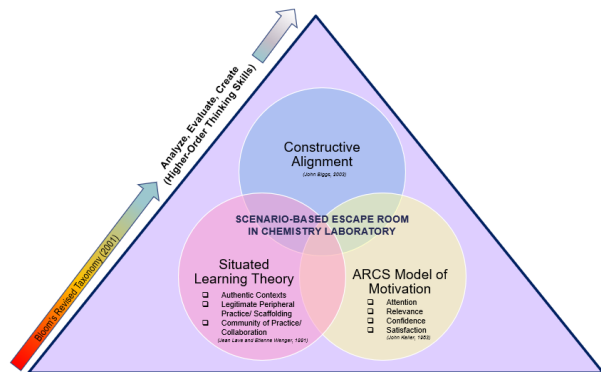 Analyze, Evaluate, Create
(Higher-Order Thinking Skills)
Bloom's Revised Taxonomy (2001)
Constructive
Alignment
(John Biggs, 2003)
SCENARIO-BASED ESCAPE ROOM
IN CHEMISTRY LABORATORY
Situated
Learning Theory
Authentic Contexts
Legitimate Peripheral
Practice/ Scaffolding
Community of Practice/
Collaboration
(Jean Lave and Etienne Wenger, 1991)
ARCS Model of
Motivation
Attention
Relevance
Confidence
Satisfaction
(John Keller, 1983)